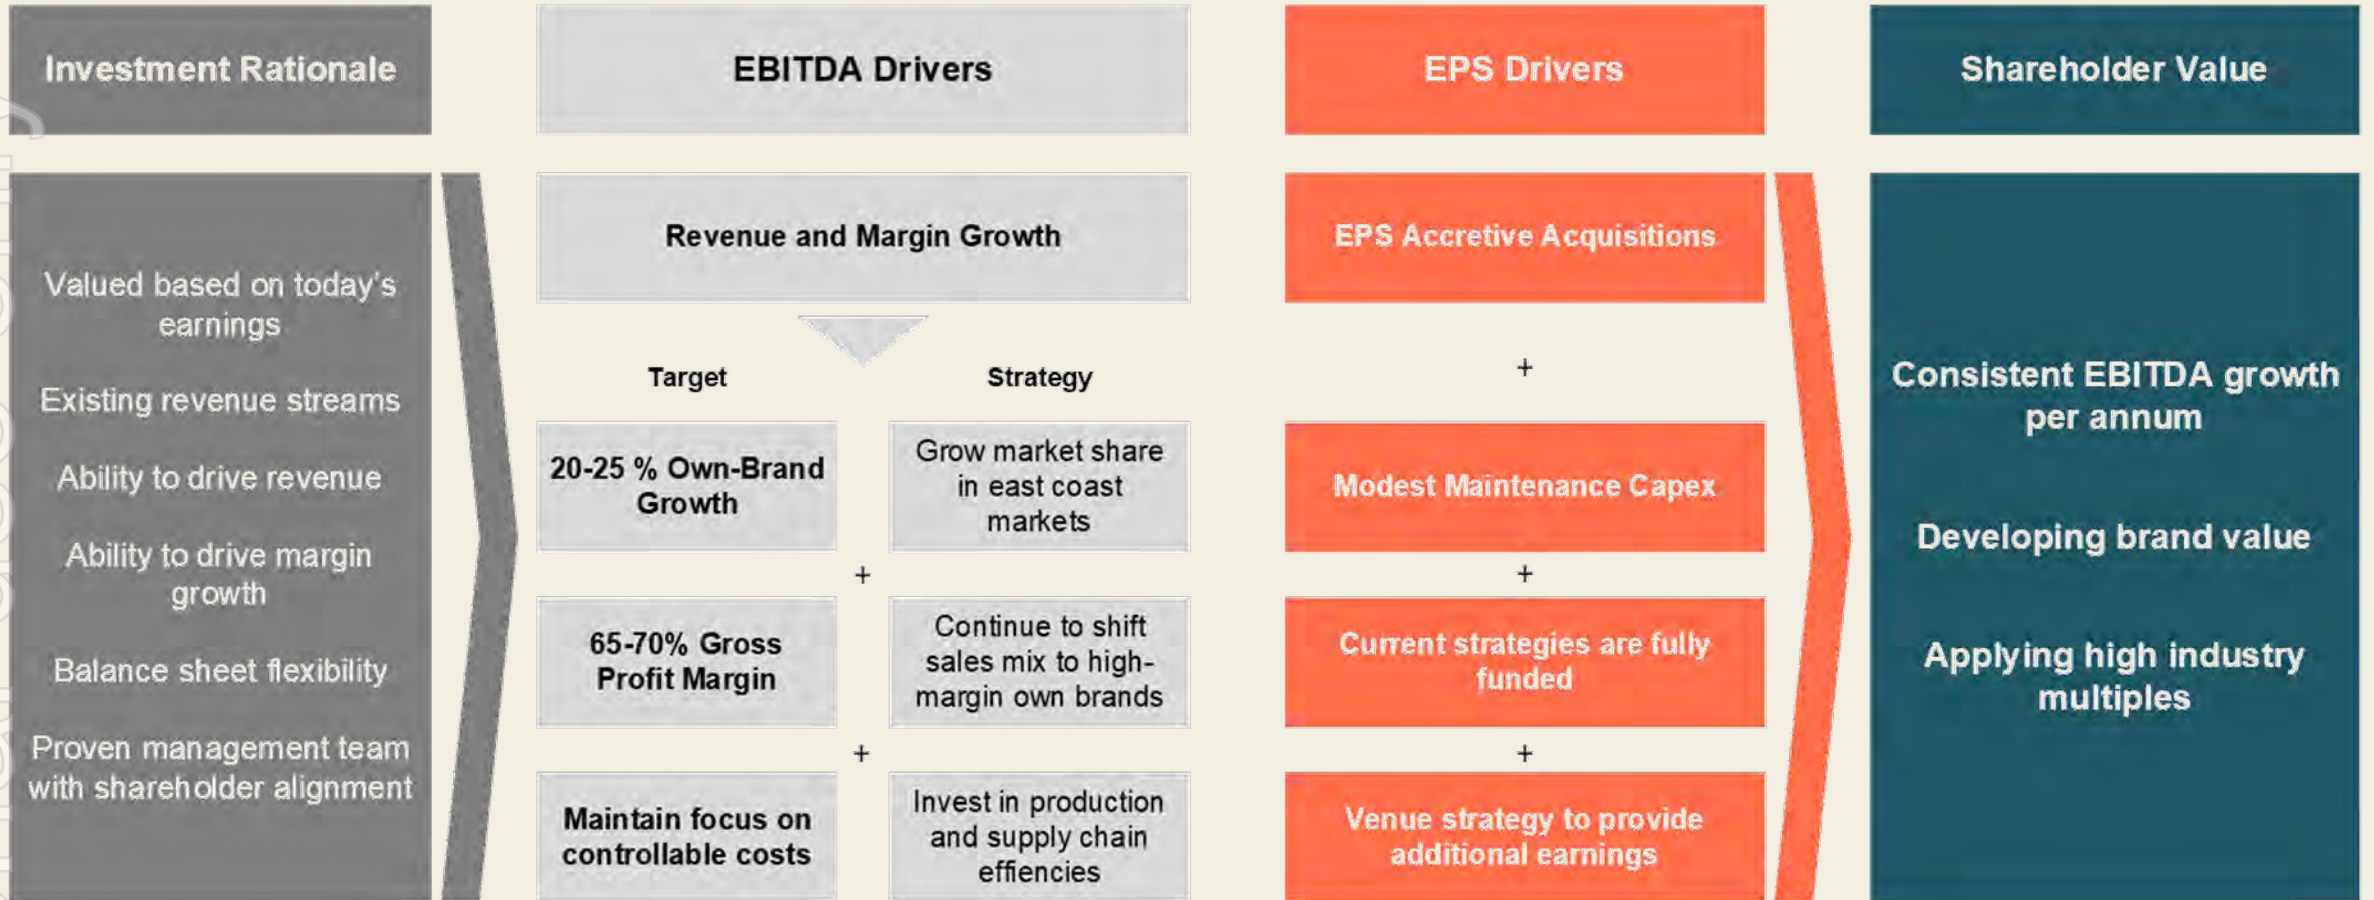 Investment Rationale
EBITDA Drivers
EPS Drivers
Shareholder Value
Valued based on today's
earnings
Existing revenue streams
Ability to drive revenue
Ability to drive margin
growth
Balance sheet flexibility
Proven management team
with shareholder alignment
Revenue and Margin Growth
Target
Strategy
20-25 % Own-Brand
Growth
Grow market share
in east coast
markets
+
65-70% Gross
Profit Margin
Continue to shift
sales mix to high-
margin own brands
+
Maintain focus on
controllable costs
Invest in production
and supply chain
effiencies
EPS Accretive Acquisitions
+
Modest Maintenance Capex
+
Current strategies are fully
funded
+
Venue strategy to provide
additional earnings
Consistent EBITDA growth
per annum
Developing brand value
Applying high industry
multiples